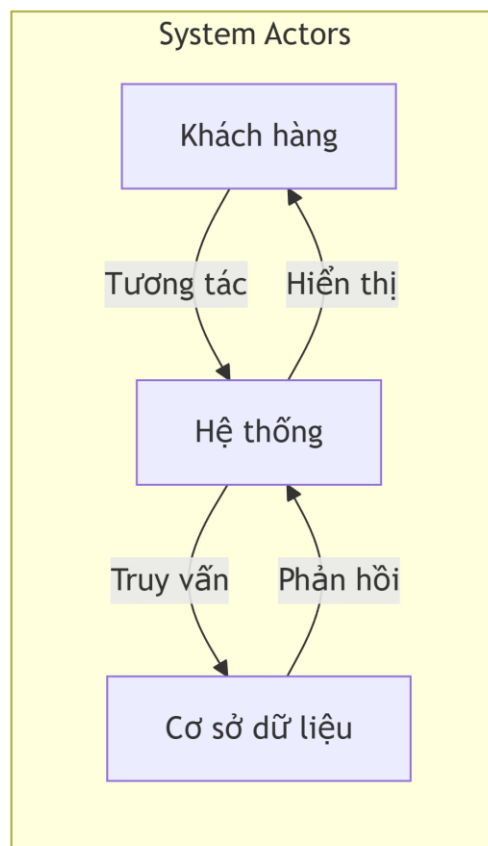 System Actors
Khách hàng
Tương tác
Hiển thị
Hệ thống
Truy vấn
Phản hồi
Cơ sở dữ liệu